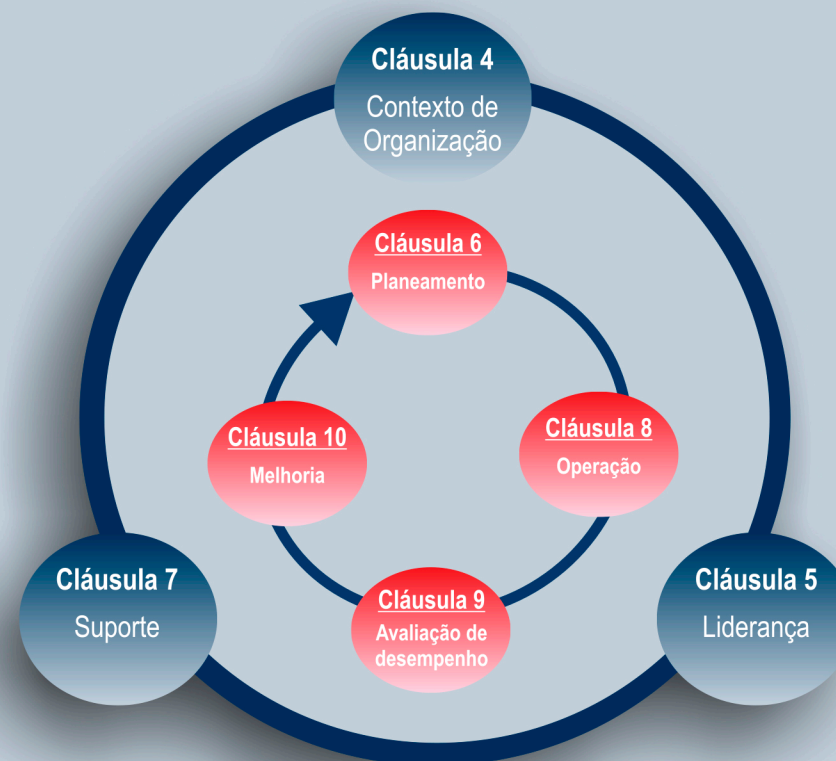 Cláusula 4
Contexto de
Organização
Cláusula 6
Planeamento
Cláusula 10
Melhoria
Cláusula 8
Operação
Cláusula 7
Suporte
Cláusula 9
Avaliação de
desempenho
Cláusula 5
Liderança